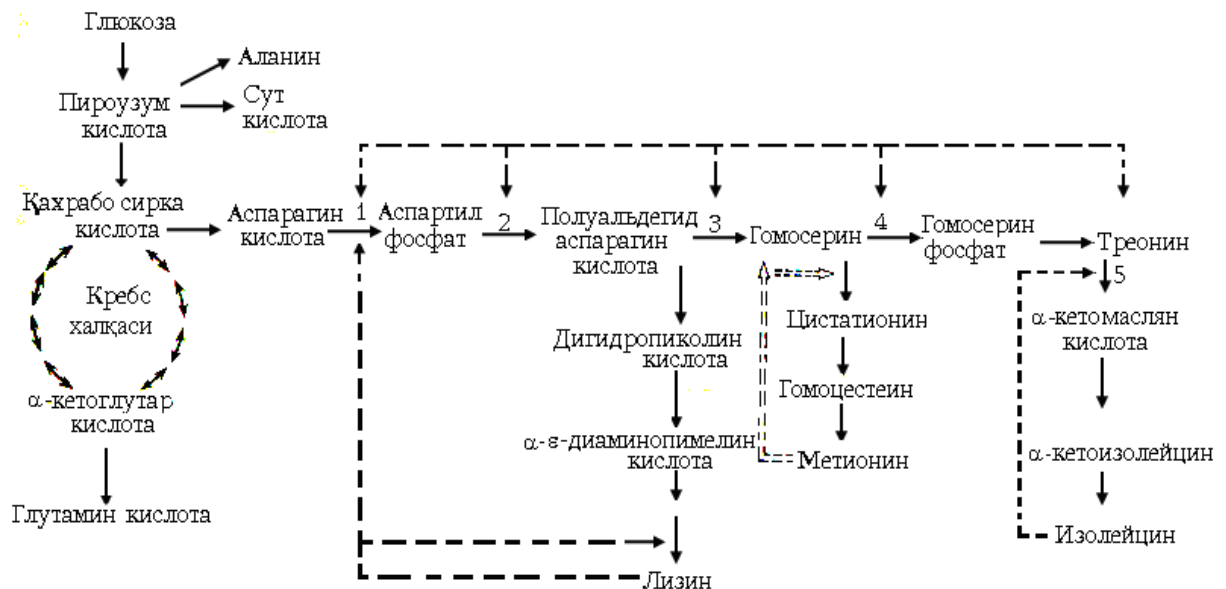 Глюкоза
Аланин
Сут
кислота
Пироузум
кислота
Қахрабо сирка
кислота
Аспарагин
кислота
1
Аспартил
фосфат
2
Полуальдегид
аспарагин
кислота
3
Гомосерин
4
Гомосерин
фосфат
Треонин
5
Кребс
халқаси
α-кетоглутар
кислота
Глутамин кислота
Дигидропиколин
кислота
α-ε-диаминопимелин
кислота
Лизин
Цистатионин
Гомоцестеин
Метионин
α-кетомаслян
кислота
α-кетоизолейцин
Изолейцин